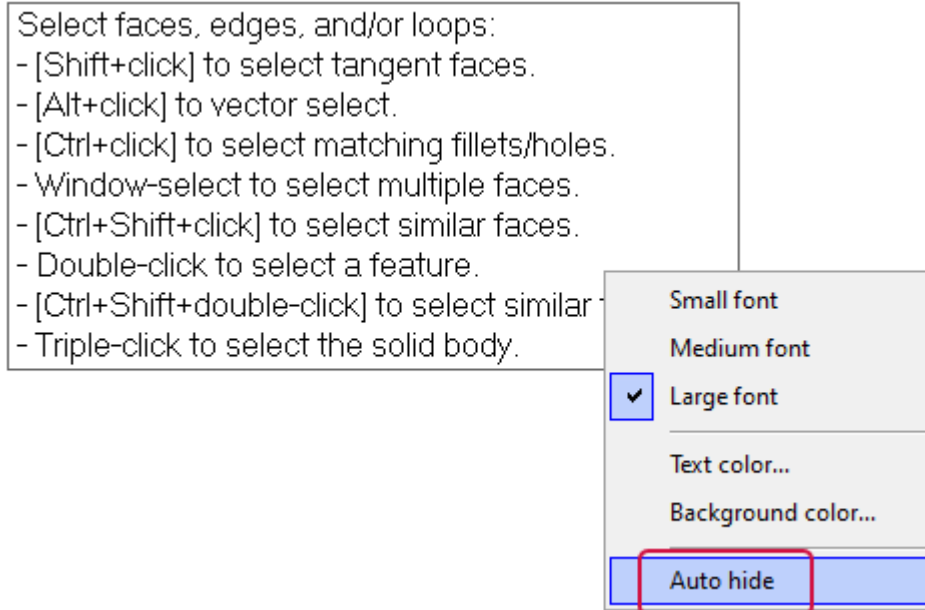 Select faces, edges, and/or loops:
- [Shift+click] to select tangent faces.
- [Alt+click] to vector select.
- [Ctrl+click] to select matching fillets/holes.
- Window-select to select multiple faces.
- [Ctrl+Shift+click] to select similar faces.
- Double-click to select a feature.
- [Ctrl+Shift+double-click] to select similar
- Triple-click to select the solid body.
Small font
Medium font
Large font
Text color...
Background color...
Auto hide